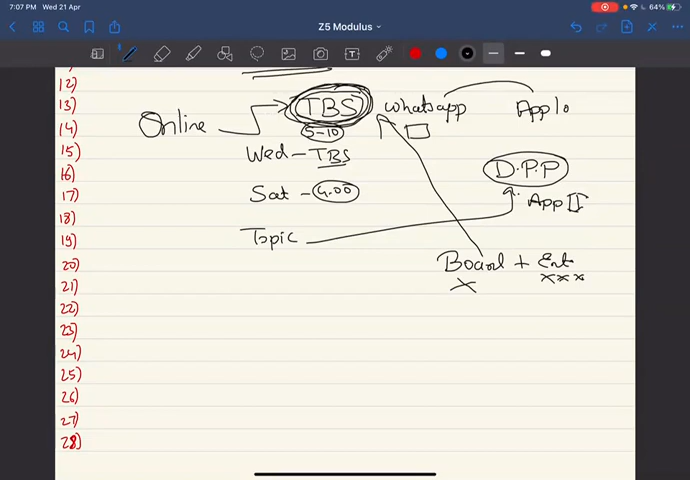 7:07 PM Wed 21 Apr
64%
Z5 Modulus
12)
13) TBS whatsapp
14) Online 5-10
15) Wed - TBS
16) D.P.P
17) Sat - 4.00
18) App II
19) Topic
20) Board + Ent
21) x xxx
22)
23)
24)
25)
26)
27)
28)